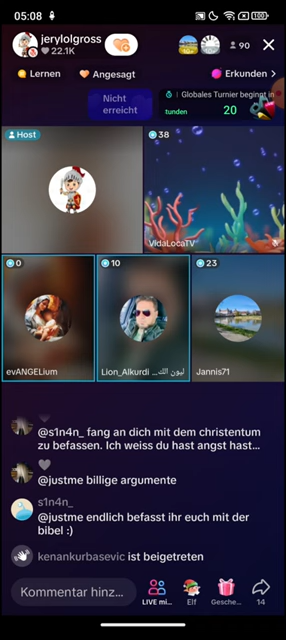 05:08
100
jerylolgross
22.1K
90
Lernen
Angesagt
Erkunden >
Nicht
erreicht
Globales Turnier beginnt in
tunden 20
Host
38
VidaLocaTV
0
10
23
evANGELium
Lion_Alkurdi ...ليون الك
Jannis71
@s1n4n_ fang an dich mit dem christentum
zu befassen. Ich weiss du hast angst hast...
@justme billige argumente
s1n4n_
@justme endlich befasst ihr euch mit der
bibel :)
kenankurbasevic ist beigetreten
Kommentar hinz...
LIVE mi...
Elf
Gesche...
14